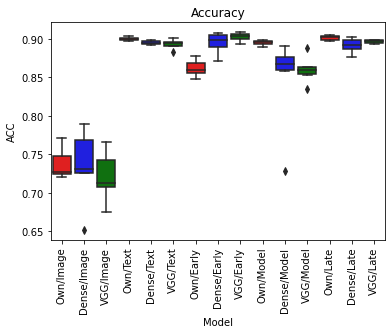 Accuracy
0.90
0.85
0.80
0.75
0.70
0.65
ACC
Own/Image
Dense/Image
VGG/Image
Own/Text
Dense/Text
VGG/Text
Own/Early
Dense/Early
VGG/Early
Own/Model
Dense/Model
VGG/Model
Own/Late
Dense/Late
VGG/Late
Model